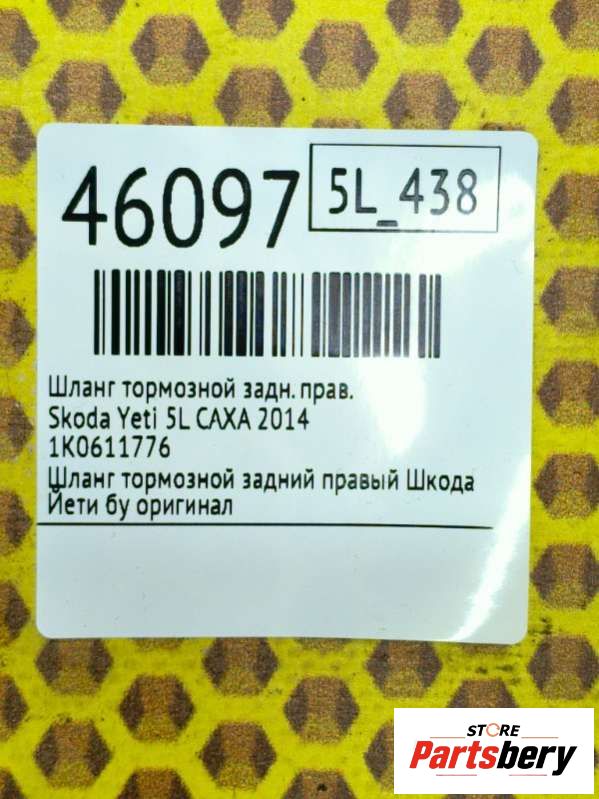 46097
5L_438
Шланг тормозной задн. прав.
Skoda Yeti 5L CAXA 2014
1K0611776
Шланг тормозной задний правый Шкода
Йети бу оригинал
STORE
Partsbery